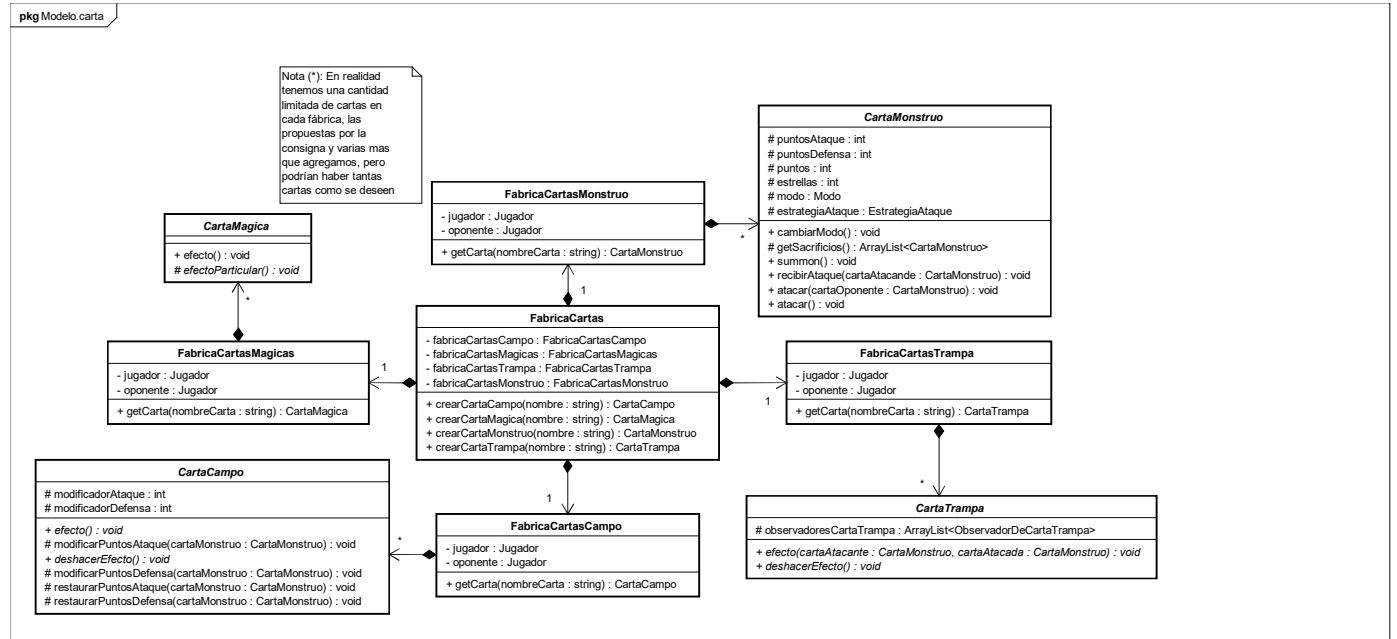 pkg Modelo.carta
Nota (*): En realidad
tenemos una cantidad
limitada de cartas en
cada fábrica, las
propuestas por la
consigna y varias mas
que agregamos, pero
podrían haber tantas
cartas como se deseen
CartaMonstruo
# puntosAtaque : int
# puntosDefensa : int
# puntos : int
# estrellas : int
# modo : Modo
# estrategiaAtaque : EstrategiaAtaque
+ cambiarModo() : void
# getSacrificios() : ArrayList<CartaMonstruo>
+ summon() : void
+ recibirAtaque(cartaAtacande : CartaMonstruo) : void
+ atacar(cartaOponente : CartaMonstruo) : void
+ atacar() : void
FabricaCartasMonstruo
- jugador : Jugador
- oponente : Jugador
+ getCarta(nombreCarta : string) : CartaMonstruo
*
1
CartaMagica
+ efecto() : void
# efectoParticular() : void
*
FabricaCartasMagicas
- jugador : Jugador
- oponente : Jugador
+ getCarta(nombreCarta : string) : CartaMagica
1
FabricaCartas
- fabricaCartasCampo : FabricaCartasCampo
- fabricaCartasMagicas : FabricaCartasMagicas
- fabricaCartasTrampa : FabricaCartasTrampa
- fabricaCartasMonstruo : FabricaCartasMonstruo
+ crearCartaCampo(nombre : string) : CartaCampo
+ crearCartaMagica(nombre : string) : CartaMagica
+ crearCartaMonstruo(nombre : string) : CartaMonstruo
+ crearCartaTrampa(nombre : string) : CartaTrampa
1
FabricaCartasTrampa
- jugador : Jugador
- oponente : Jugador
+ getCarta(nombreCarta : string) : CartaTrampa
*
CartaCampo
# modificadorAtaque : int
# modificadorDefensa : int
+ efecto() : void
# modificarPuntosAtaque(cartaMonstruo : CartaMonstruo) : void
+ deshacerEfecto() : void
# modificarPuntosDefensa(cartaMonstruo : CartaMonstruo) : void
# restaurarPuntosAtaque(cartaMonstruo : CartaMonstruo) : void
# restaurarPuntosDefensa(cartaMonstruo : CartaMonstruo) : void
*
1
FabricaCartasCampo
- jugador : Jugador
- oponente : Jugador
+ getCarta(nombreCarta : string) : CartaCampo
CartaTrampa
# observadoresCartaTrampa : ArrayList<ObservadorDeCartaTrampa>
+ efecto(cartaAtacante : CartaMonstruo, cartaAtacada : CartaMonstruo) : void
+ deshacerEfecto() : void